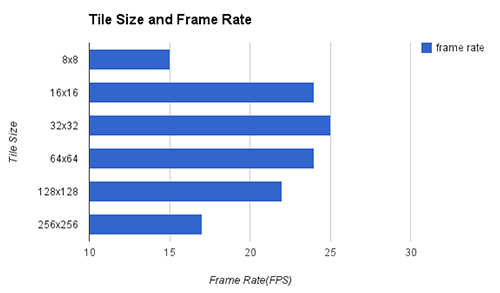 Tile Size and Frame Rate
frame rate
Tile Size
8x8
16x16
32x32
64x64
128x128
256x256
10 15 20 25 30
Frame Rate(FPS)